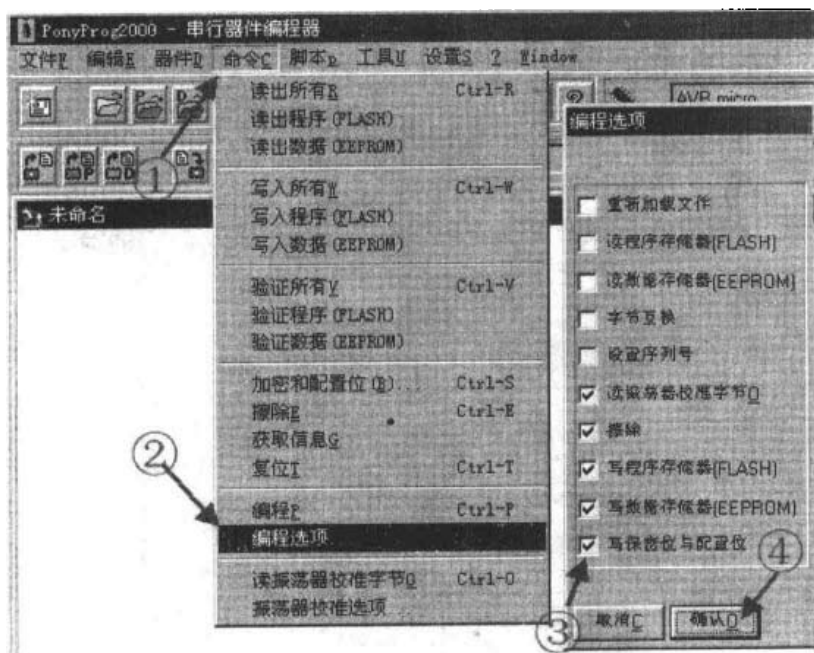 PonyProg2000 - 串行器件编程器
文件F 编辑E 器件D 命令C 脚本P 工具U 设置S ? Window
AVR micro
读出所有R Ctrl-R
读出程序(FLASH)
读出数据(EEPROM)
写入所有W Ctrl-W
写入程序(FLASH)
写入数据(EEPROM)
验证所有V Ctrl-V
验证程序(FLASH)
验证数据(EEPROM)
加密和配置位(B)... Ctrl-S
擦除E Ctrl-E
获取信息G
复位T Ctrl-T
编程P Ctrl-P
编程选项
读振荡器校准字节O Ctrl-O
振荡器校准选项...
未命名
编程选项
重新加载文件
读程序存储器(FLASH)
读数据存储器(EEPROM)
字节互换
设置序列号
读振荡器校准字节O
擦除
写程序存储器(FLASH)
写数据存储器(EEPROM)
写保密位与配置位
取消C 确认O
①
②
③
④